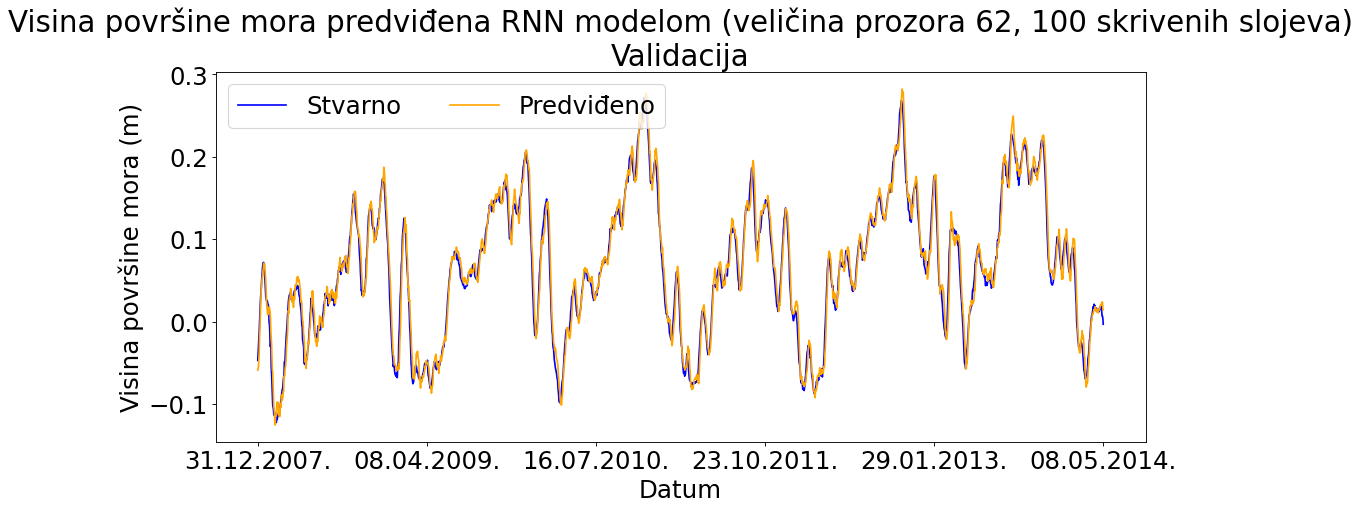 Visina površine mora predviđena RNN modelom (veličina prozora 62, 100 skrivenih slojeva)
Validacija
Stvarno
Predviđeno
Visina površine mora (m)
0.3
0.2
0.1
0.0
−0.1
31.12.2007.
08.04.2009.
16.07.2010.
23.10.2011.
29.01.2013.
08.05.2014.
Datum